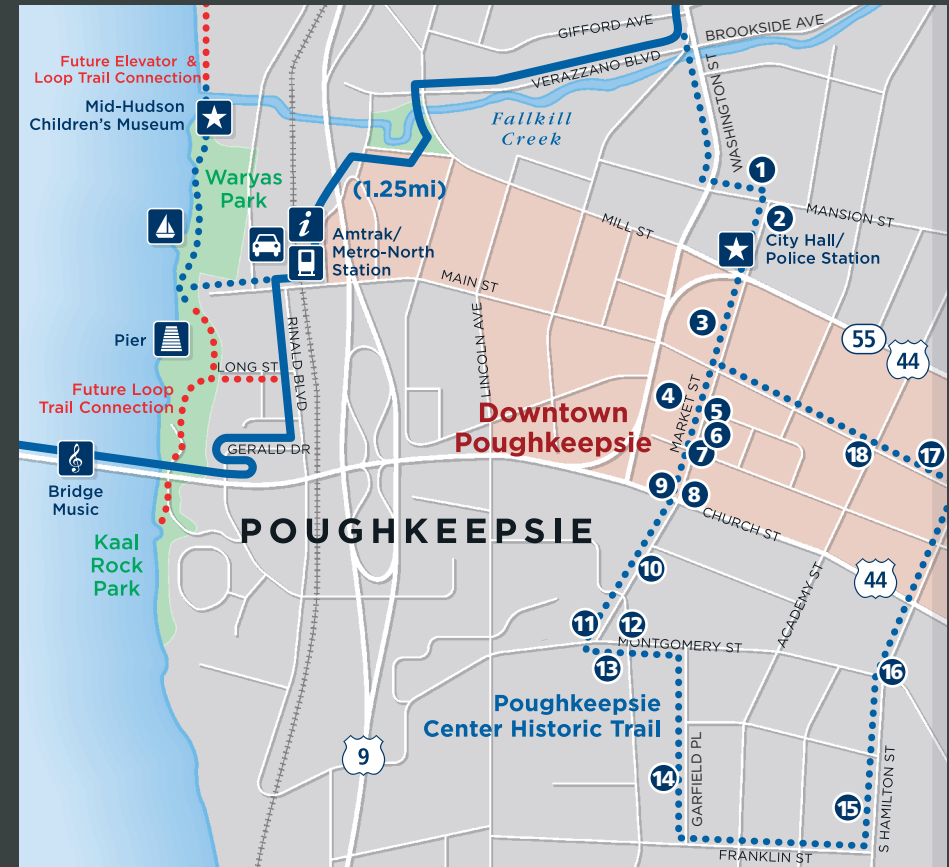 GIFFORD AVE
BROOKSIDE AVE
Future Elevator &
Loop Trail Connection
VERAZZANO BLVD
WASHINGTON ST
Mid-Hudson
Children's Museum
Fallkill
Creek
1
Waryas
Park
(1.25mi)
2
MANSION ST
MILL ST
i
Amtrak/
Metro-North
Station
City Hall/
Police Station
MAIN ST
3
Pier
RINALD BLVD
LINCOLN AVE
55
44
LONG ST
Future Loop
Trail Connection
MARKET ST
4
5
Downtown
Poughkeepsie
6
7
18
17
GERALD DR
Bridge
Music
9
8
CHURCH ST
POUGHKEEPSIE
Kaal
Rock
Park
10
44
ACADEMY ST
11
12
MONTGOMERY ST
13
16
Poughkeepsie
Center Historic Trail
9
GARFIELD PL
14
15
S HAMILTON ST
FRANKLIN ST